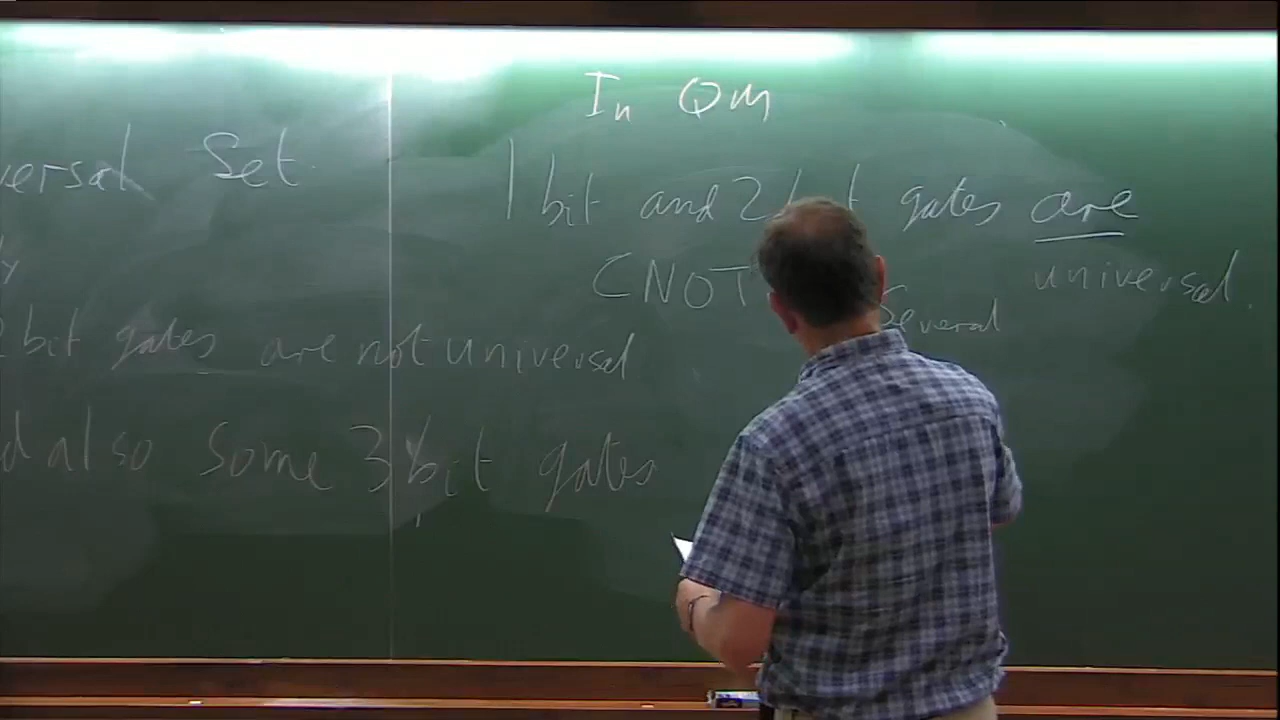 versal Set
y
2 bit gates are not universal
d also some 3 bit gates
In QM
1 bit and 2 bit gates are
universal.
CNOT
Several